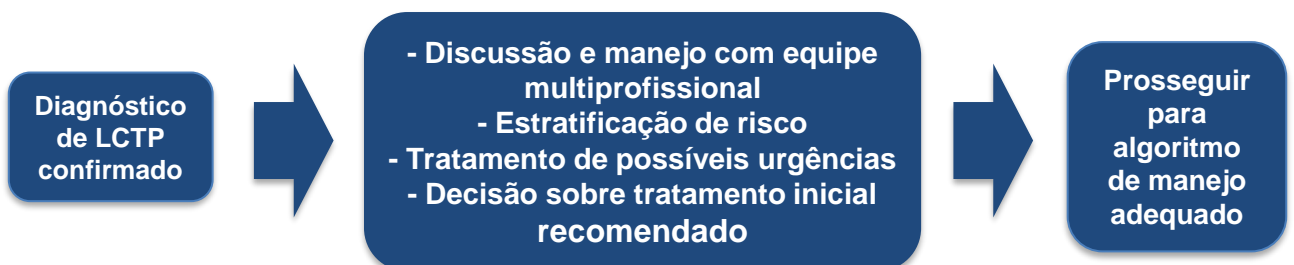 Diagnóstico
de LCTP
confirmado
- Discussão e manejo com equipe
multiprofissional
- Estratificação de risco
- Tratamento de possíveis urgências
- Decisão sobre tratamento inicial
recomendado
Prosseguir
para
algoritmo
de manejo
adequado